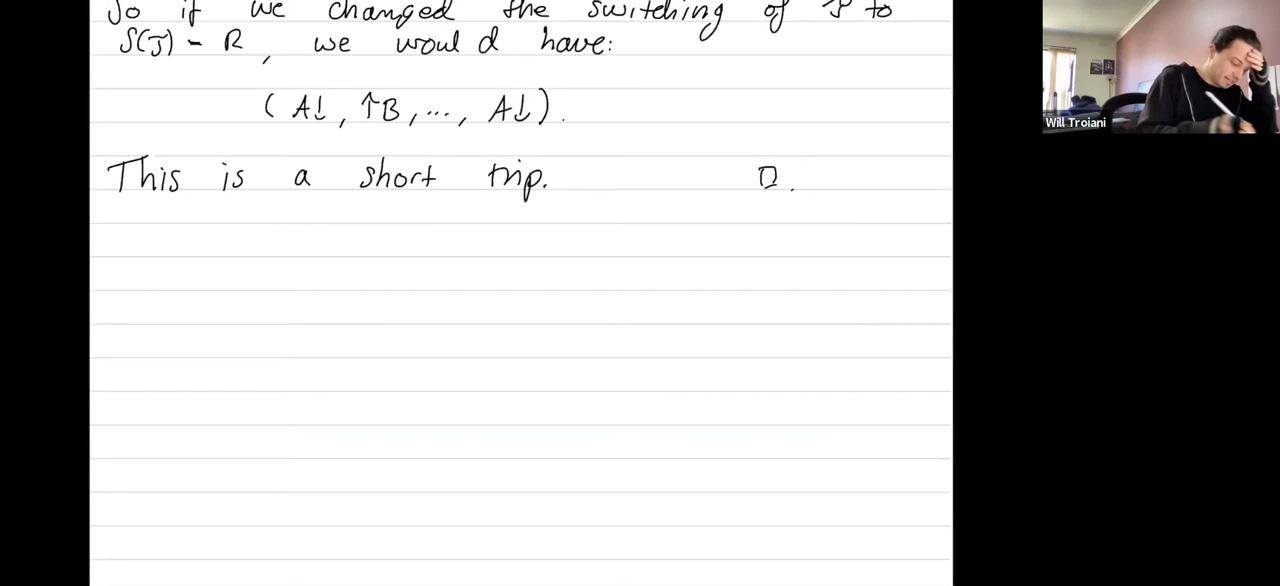 So if we changed the switching of S to
S(J) - R, we would have:
( A↓, ↑B, ..., A↓).
This is a short trip. □.
Will Troiani